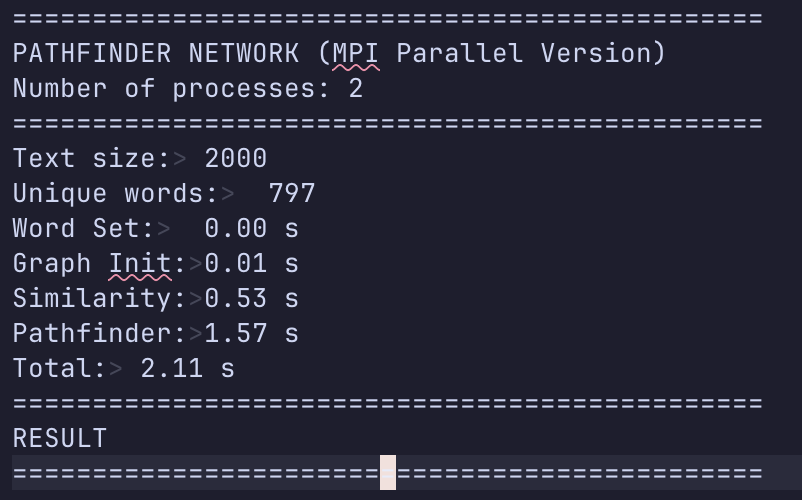 ===============================================
PATHFINDER NETWORK (MPI Parallel Version)
Number of processes: 2
===============================================
Text size:> 2000
Unique words:>  797
Word Set:>  0.00 s
Graph Init:>0.01 s
Similarity:>0.53 s
Pathfinder:>1.57 s
Total:> 2.11 s
===============================================
RESULT
===============================================